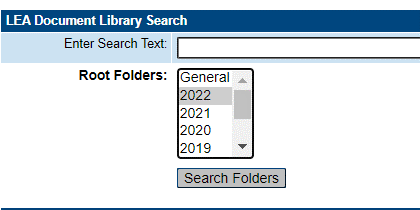 LEA Document Library Search
Enter Search Text:
Root Folders:
General
2022
2021
2020
2019
Search Folders